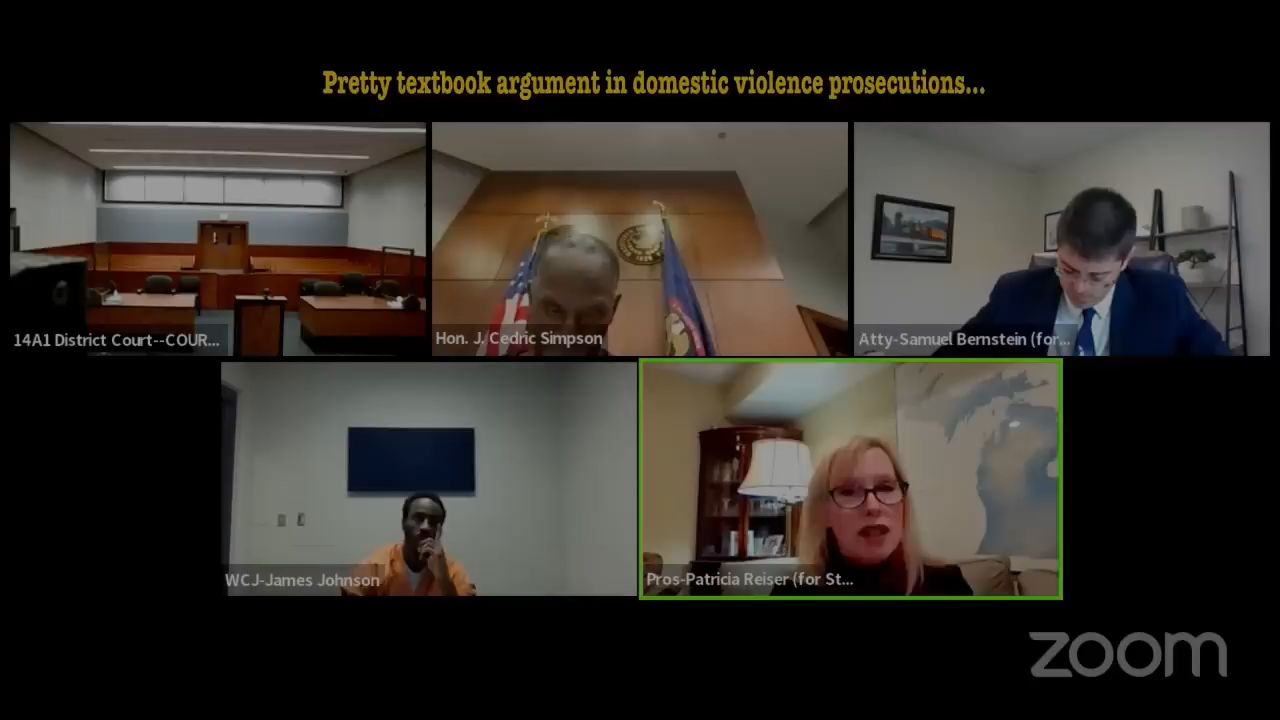 Pretty textbook argument in domestic violence prosecutions...
14A1 District Court--COUR...
Hon. J. Cedric Simpson
Atty-Samuel Bernstein (for...
WCJ-James Johnson
Pros-Patricia Reiser (for St...
zoom